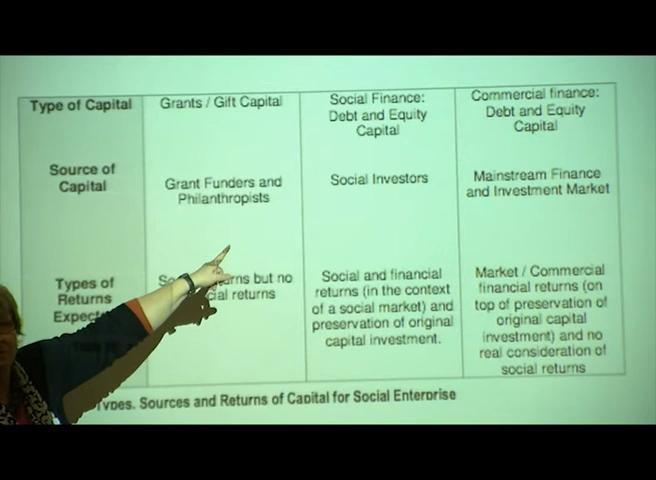 Type of Capital
Grants / Gift Capital
Social Finance:
Debt and Equity
Capital
Commercial finance:
Debt and Equity
Capital
Source of
Capital
Grant Funders and
Philanthropists
Social Investors
Mainstream Finance
and Investment Market
Types of
Returns
but no
returns
Social and financial
returns (in the context
of a social market) and
preservation of original
capital investment.
Market / Commercial
financial returns (on
top of preservation of
original capital
investment) and no
real consideration of
social returns
Types, Sources and Returns of Capital for Social Enterprise